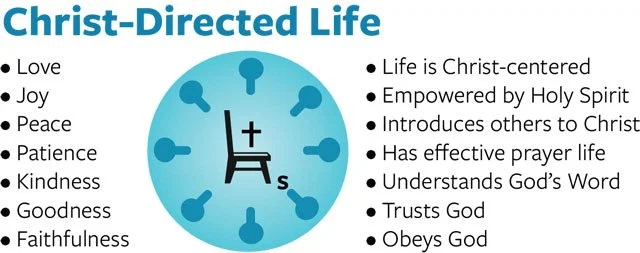 Christ-Directed Life
• Love
• Joy
• Peace
• Patience
• Kindness
• Goodness
• Faithfulness
s
• Life is Christ-centered
• Empowered by Holy Spirit
• Introduces others to Christ
• Has effective prayer life
• Understands God’s Word
• Trusts God
• Obeys God